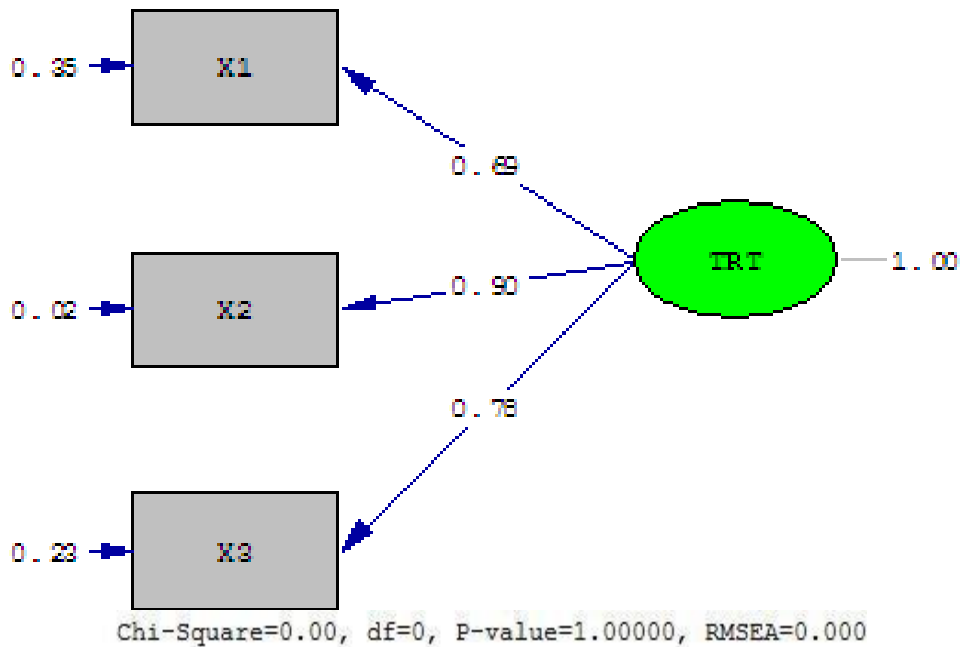 0.35
X1
0.69
TRT
1.00
0.90
0.02
X2
0.78
0.23
X3
Chi-Square=0.00, df=0, P-value=1.00000, RMSEA=0.000